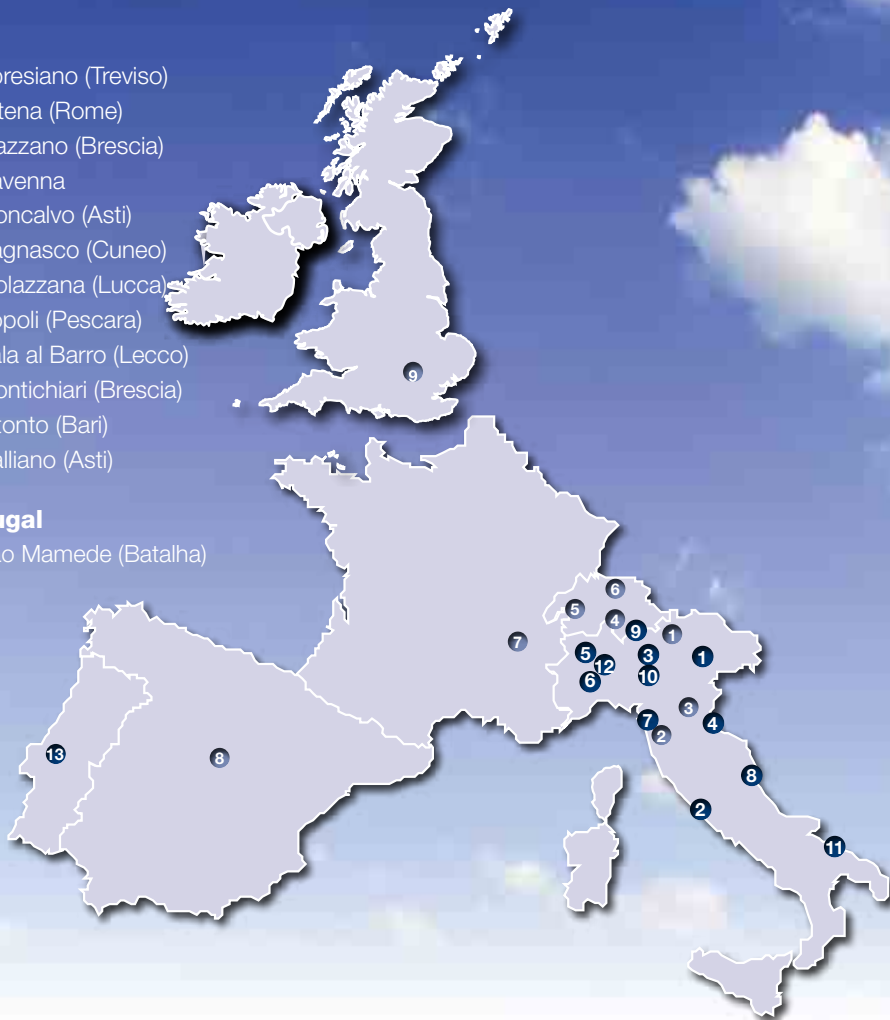 presiano (Treviso)
tena (Rome)
azzano (Brescia)
avenna
oncalvo (Asti)
agnasco (Cuneo)
olazzana (Lucca)
opoli (Pescara)
ala al Barro (Lecco)
ontichiari (Brescia)
tonto (Bari)
alliano (Asti)
ugal
o Mamede (Batalha)
9
6
5
4
9
1
7
5
3
1
12
6
10
3
7
4
2
13
8
8
2
11